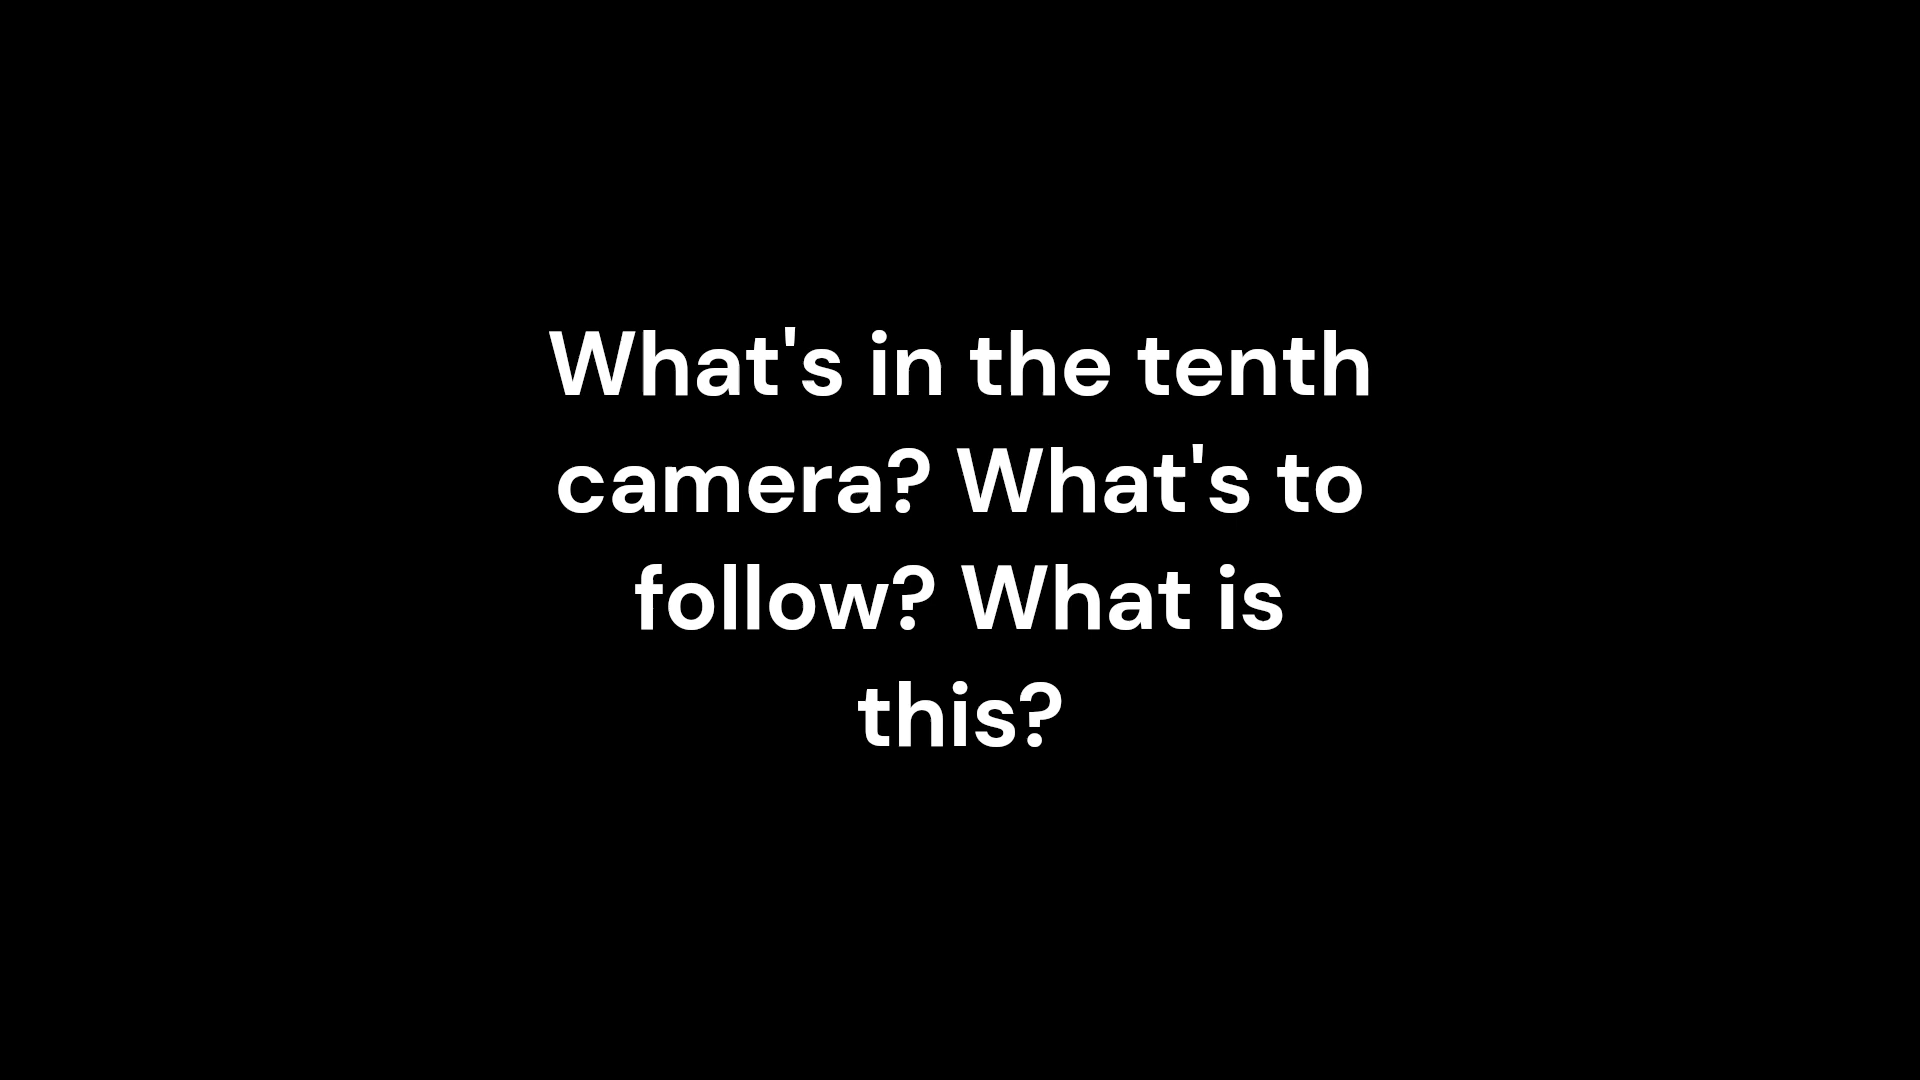 What's in the tenth
camera? What's to
follow? What is
this?